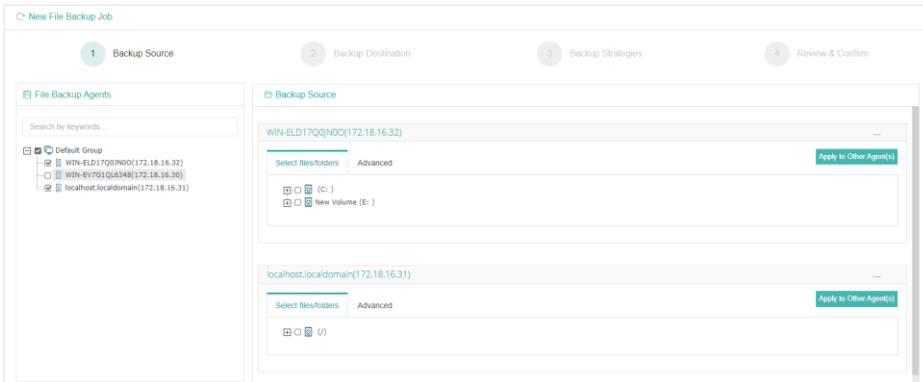 New File Backup Job
1 Backup Source
2 Backup Destination
3 Backup Strategies
4 Review & Confirm
File Backup Agents
Search by keywords...
Default Group
WIN-ELD17Q0JN0O(172.18.16.32)
WIN-EV7G1QL6348(172.18.16.30)
localhost.localdomain(172.18.16.31)
Backup Source
WIN-ELD17Q0JN0O(172.18.16.32)
Select files/folders
Advanced
Apply to Other Agent(s)
(C: )
New Volume (E: )
localhost.localdomain(172.18.16.31)
Select files/folders
Advanced
Apply to Other Agent(s)
(/)